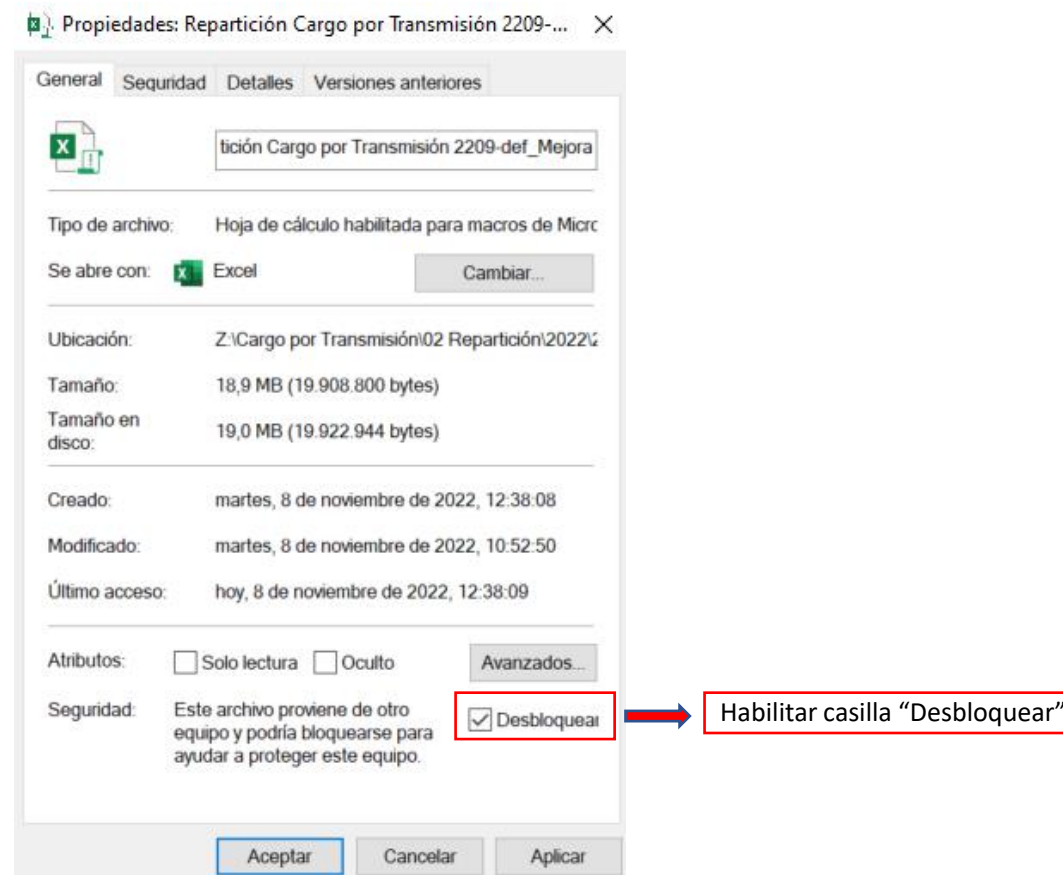 Propiedades: Repartición Cargo por Transmisión 2209-...
General Seguridad Detalles Versiones anteriores
tición Cargo por Transmisión 2209-def_Mejora
Tipo de archivo: Hoja de cálculo habilitada para macros de Micro
Se abre con: Excel Cambiar...
Ubicación: Z:\Cargo por Transmisión\02 Repartición\2022\2
Tamaño: 18,9 MB (19.908.800 bytes)
Tamaño en
disco: 19,0 MB (19.922.944 bytes)
Creado: martes, 8 de noviembre de 2022, 12:38:08
Modificado: martes, 8 de noviembre de 2022, 10:52:50
Último acceso: hoy, 8 de noviembre de 2022, 12:38:09
Atributos: Solo lectura Oculto Avanzados...
Seguridad: Este archivo proviene de otro
equipo y podría bloquearse para
ayudar a proteger este equipo.
Desbloquear
Habilitar casilla “Desbloquear”
Aceptar Cancelar Aplicar